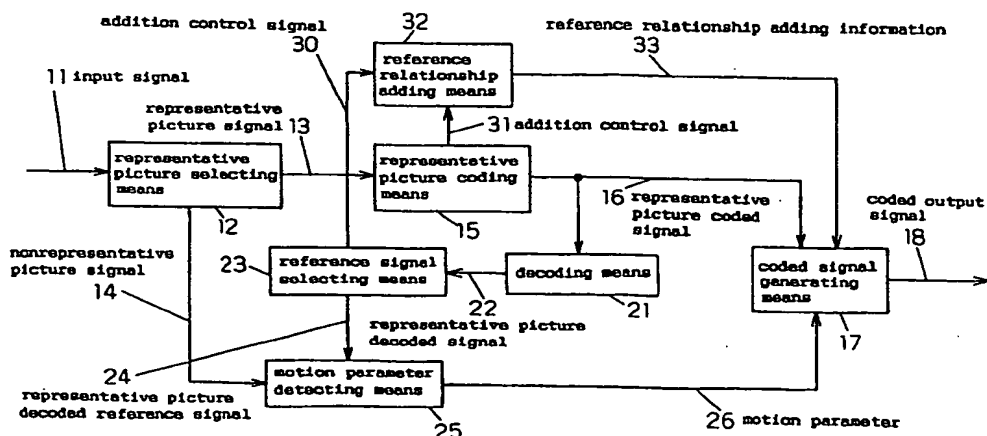 addition control signal
30
32
reference relationship adding information
33
reference
relationship
adding means
11 input signal
representative
picture signal
13
31 addition control signal
representative
picture selecting
means
12
representative
picture coding
means
15
16
representative
picture coded
signal
coded output
signal
18
nonrepresentative
picture signal
14
23
reference signal
selecting means
22
decoding means
21
coded signal
generating
means
17
representative picture
decoded signal
24
motion parameter
detecting means
25
representative picture
decoded reference signal
26 motion parameter